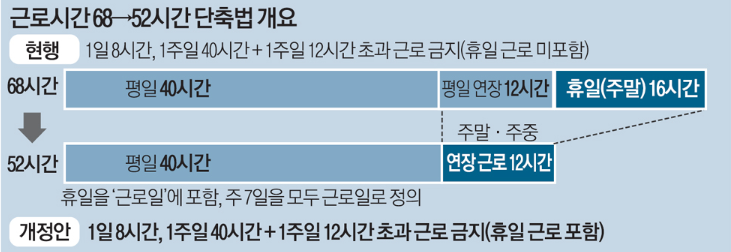 근로시간 68→52시간 단축법 개요
현행 1일 8시간, 1주일 40시간 + 1주일 12시간 초과 근로 금지(휴일 근로 미포함)
68시간 평일 40시간 평일 연장 12시간 휴일(주말) 16시간
주말 · 주중
52시간 평일 40시간 연장 근로 12시간
휴일을 ‘근로일’에 포함, 주 7일을 모두 근로일로 정의
개정안 1일 8시간, 1주일 40시간 + 1주일 12시간 초과 근로 금지(휴일 근로 포함)